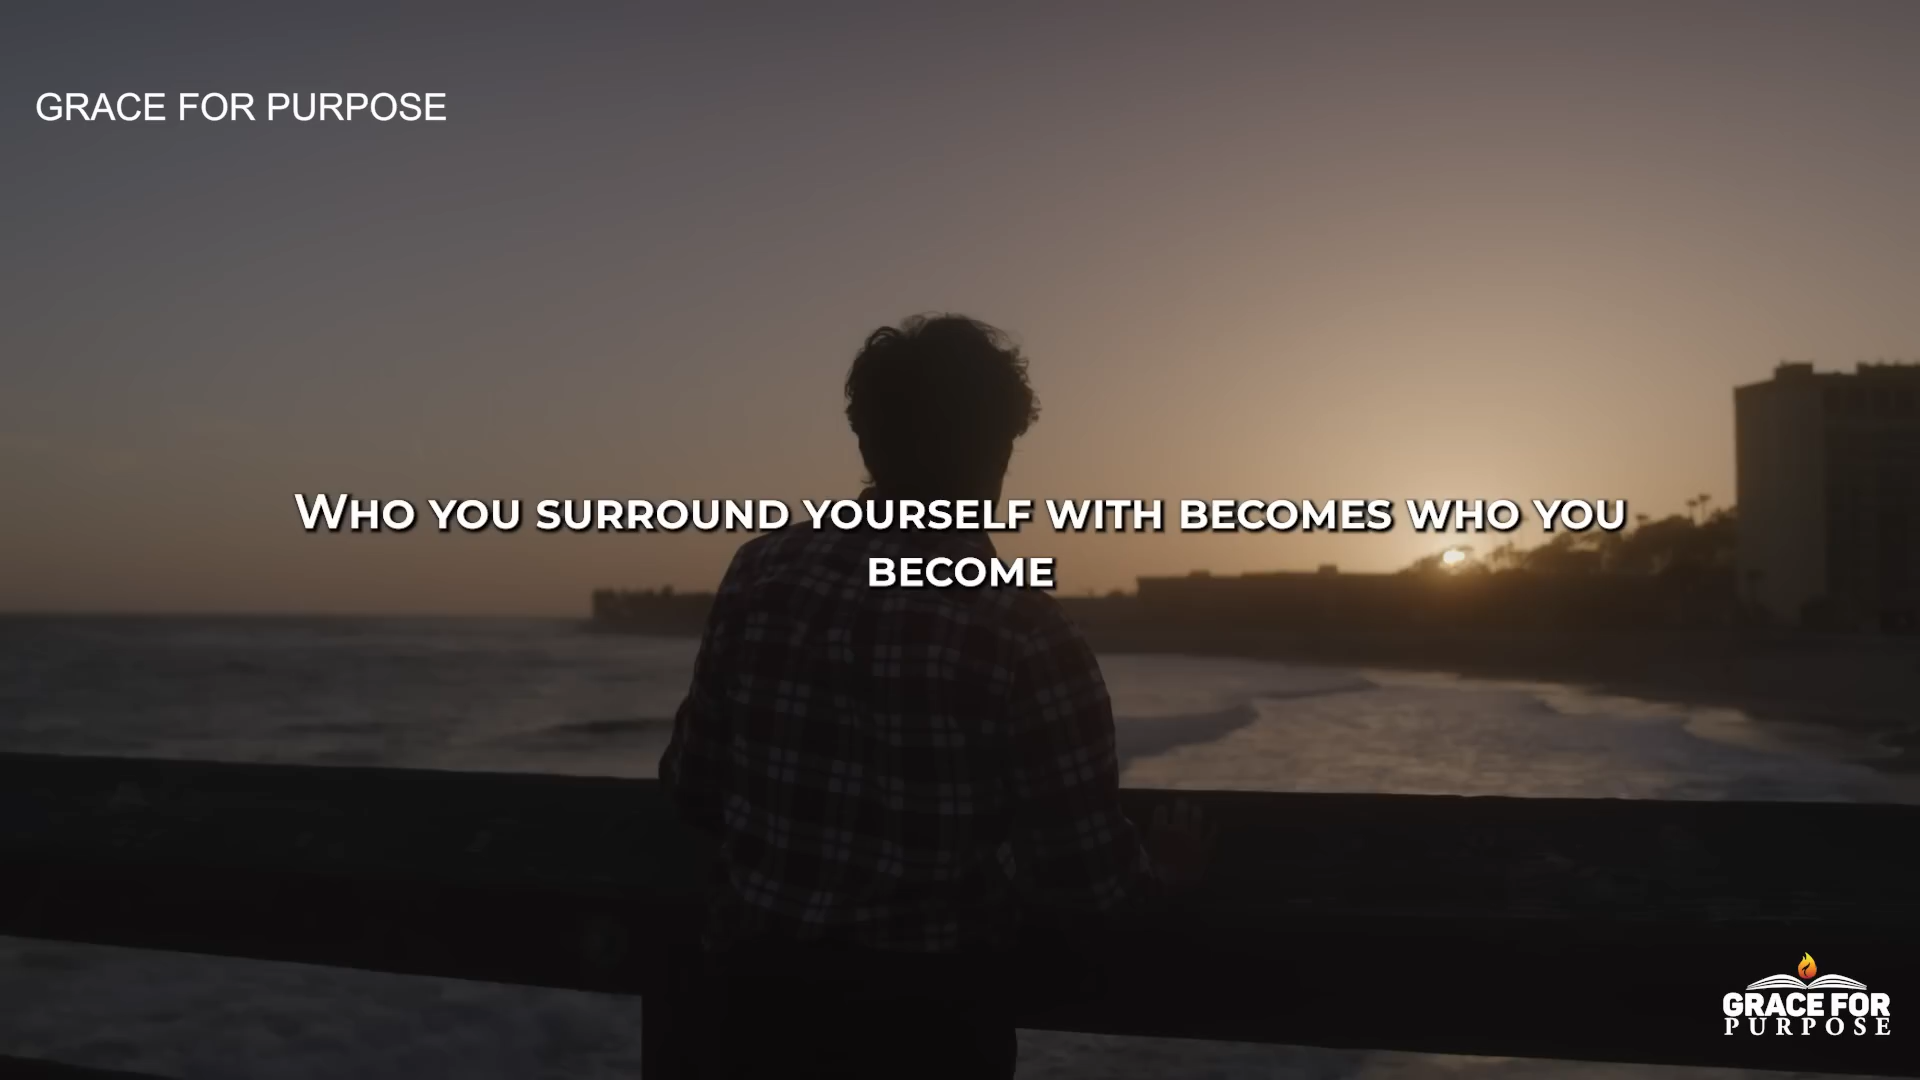 GRACE FOR PURPOSE
WHO YOU SURROUND YOURSELF WITH BECOMES WHO YOU
BECOME
GRACE FOR
PURPOSE